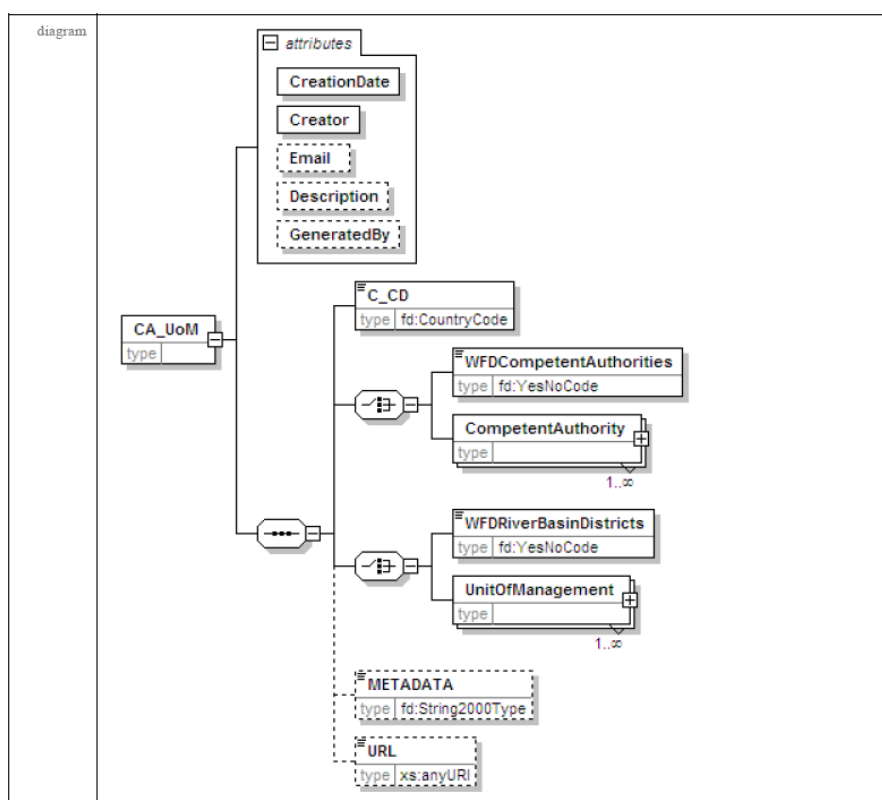 diagram
attributes
CreationDate
Creator
Email
Description
GeneratedBy
CA_UoM
type
C_CD
type fd:CountryCode
WFDCompetentAuthorities
type fd:YesNoCode
CompetentAuthority
type
1..∞
WFDRiverBasinDistricts
type fd:YesNoCode
UnitOfManagement
type
1..∞
METADATA
type fd:String2000Type
URL
type xs:anyURI